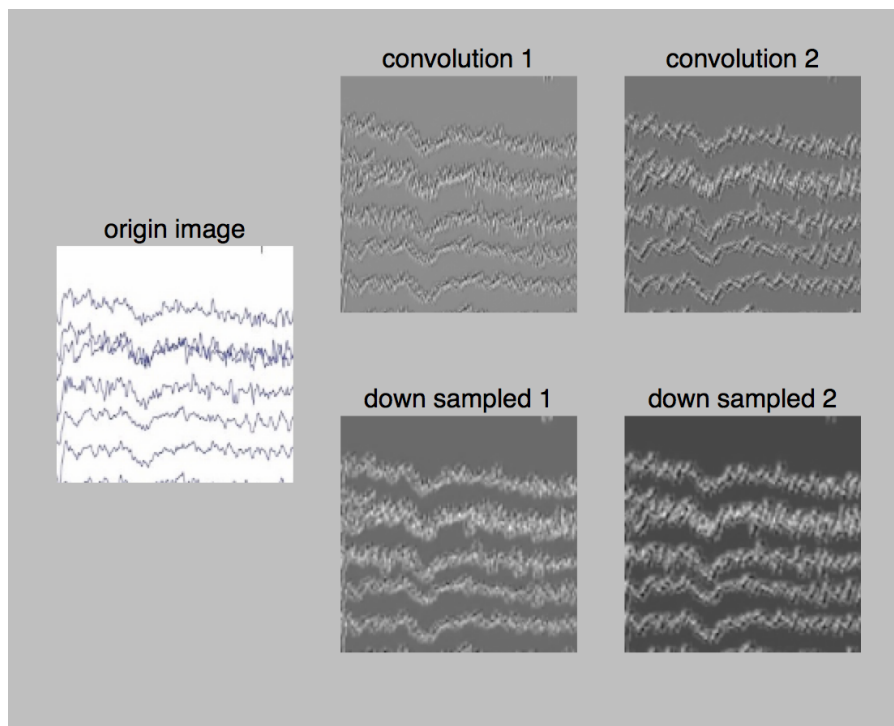 convolution 1
convolution 2
origin image
down sampled 1
down sampled 2